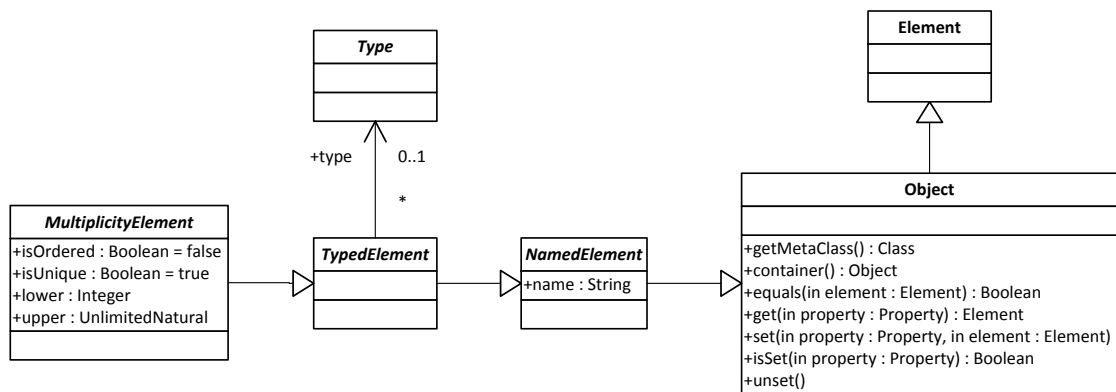 Type
Element
+type
0..1
*
Object
MultiplicityElement
+isOrdered : Boolean = false
+isUnique : Boolean = true
+lower : Integer
+upper : UnlimitedNatural
TypedElement
NamedElement
+name : String
+getMetaClass() : Class
+container() : Object
+equals(in element : Element) : Boolean
+get(in property : Property) : Element
+set(in property : Property, in element : Element)
+isSet(in property : Property) : Boolean
+unset()